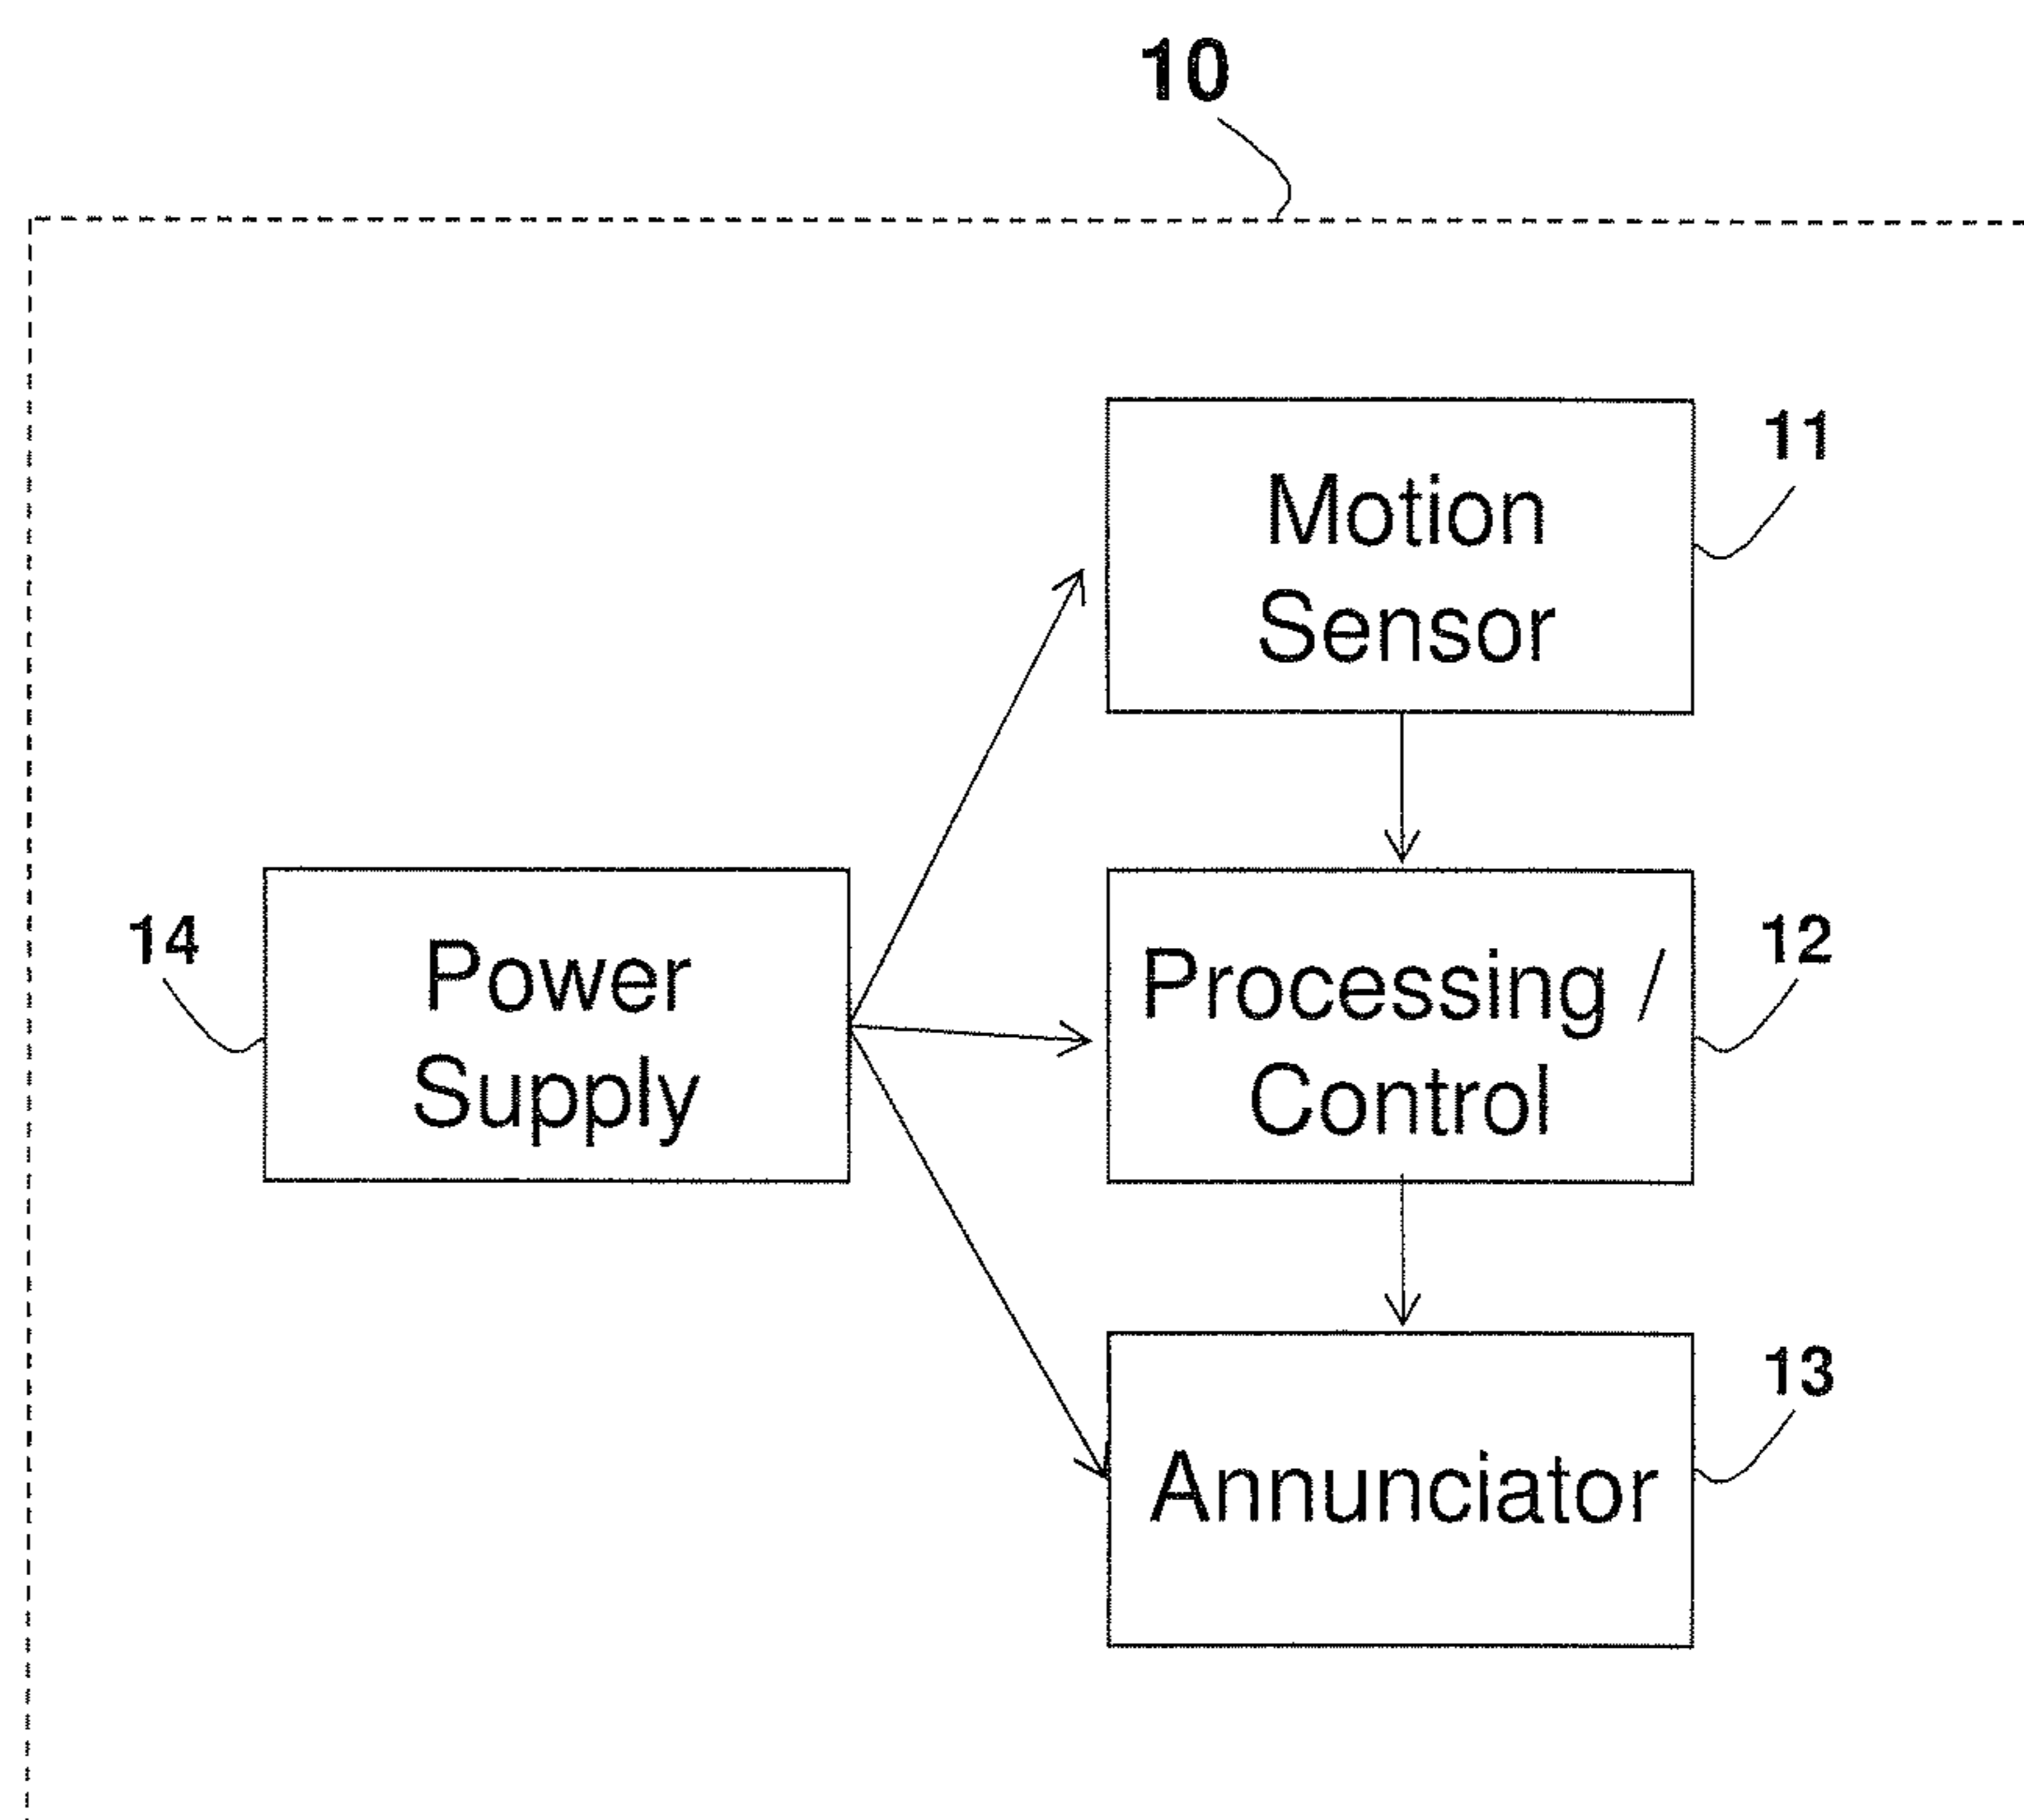 10
11
Motion
Sensor
14
Power
Supply
12
Processing /
Control
13
Annunciator